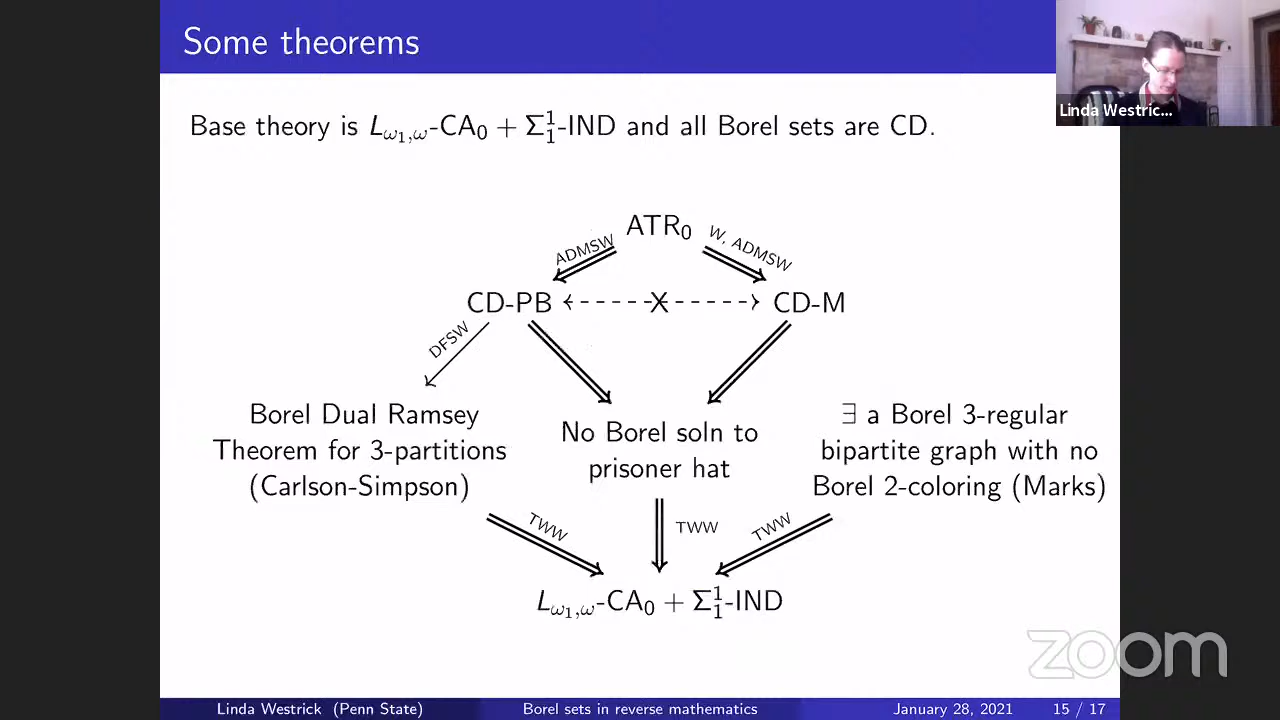 Some theorems
Linda Westric...
Base theory is L_{ω₁,ω}-CA₀ + Σ¹₁-IND and all Borel sets are CD.
ATR₀
ADMSW
W, ADMSW
CD-PB
X
CD-M
DFSW
Borel Dual Ramsey
Theorem for 3-partitions
(Carlson-Simpson)
No Borel soln to
prisoner hat
∃ a Borel 3-regular
bipartite graph with no
Borel 2-coloring (Marks)
TWW
TWW
TWW
L_{ω₁,ω}-CA₀ + Σ¹₁-IND
zoom
Linda Westrick (Penn State)
Borel sets in reverse mathematics
January 28, 2021
15 / 17